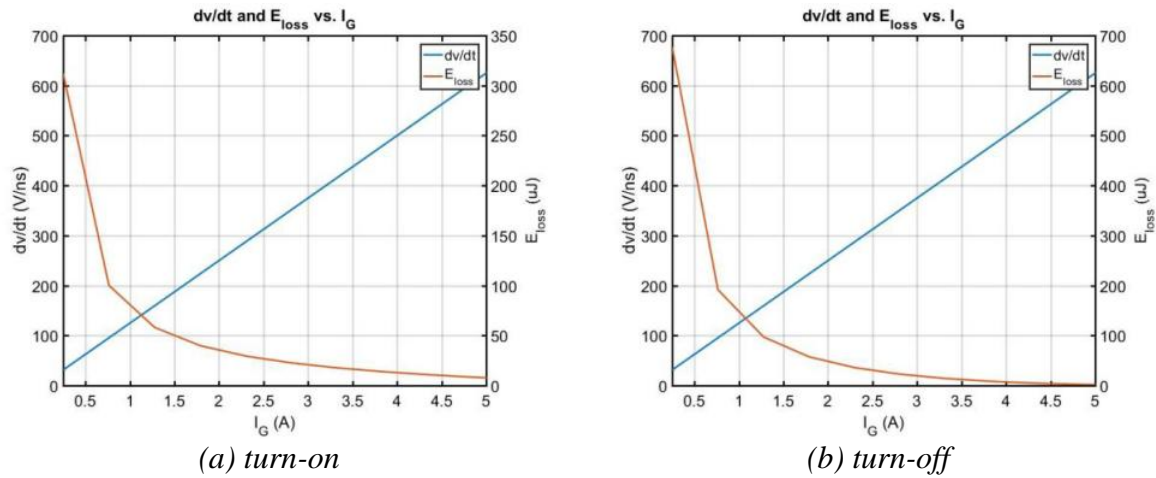 dv/dt and E_loss vs. I_G
700
600
500
400
300
200
100
0
dv/dt (V/ns)
350
300
250
200
150
100
50
0
E_loss (uJ)
dv/dt
E_loss
0.5 1 1.5 2 2.5 3 3.5 4 4.5 5
I_G (A)
(a) turn-on
dv/dt and E_loss vs. I_G
700
600
500
400
300
200
100
0
dv/dt (V/ns)
700
600
500
400
300
200
100
0
E_loss (uJ)
dv/dt
E_loss
0.5 1 1.5 2 2.5 3 3.5 4 4.5 5
I_G (A)
(b) turn-off